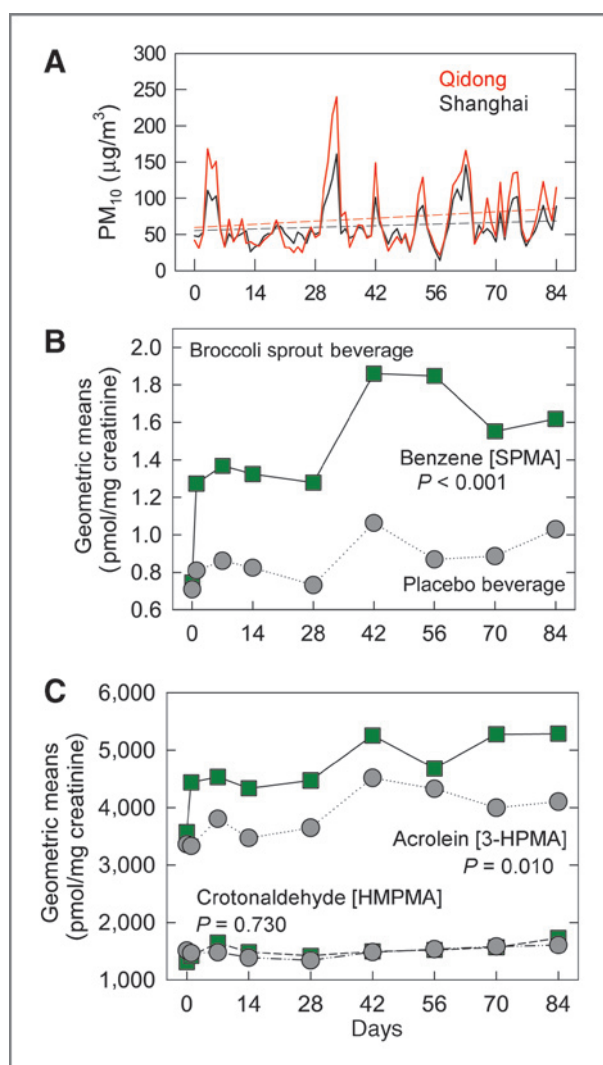 A
PM10 (μg/m3)
300
250
200
150
100
50
0
Qidong
Shanghai
0 14 28 42 56 70 84
B
Geometric means
(pmol/mg creatinine)
2.0
1.8
1.6
1.4
1.2
1.0
0.8
0.6
Broccoli sprout beverage
Benzene [SPMA]
P < 0.001
Placebo beverage
0 14 28 42 56 70 84
C
Geometric means
(pmol/mg creatinine)
6,000
5,000
4,000
3,000
2,000
1,000
Acrolein [3-HPMA]
P = 0.010
Crotonaldehyde [HMPMA]
P = 0.730
0 14 28 42 56 70 84
Days